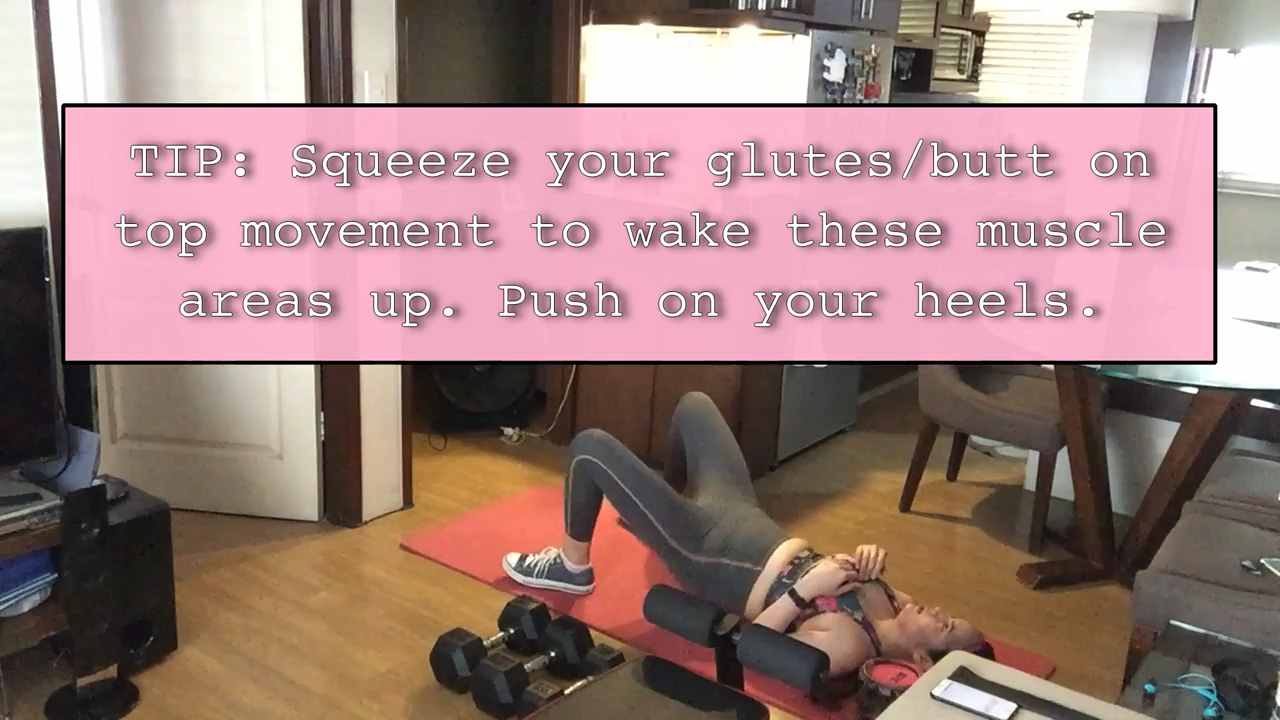 TIP: Squeeze your glutes/butt on
top movement to wake these muscle
areas up. Push on your heels.